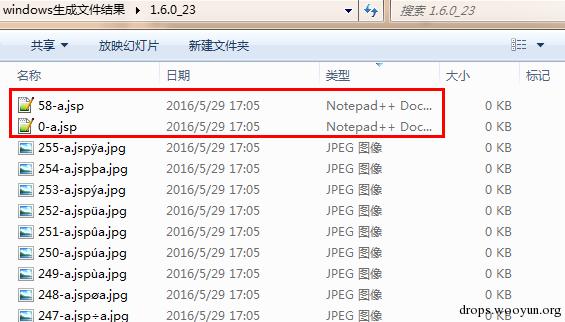 windows生成文件结果 ▸ 1.6.0_23 ▸
搜索 1.6.0_23
共享 放映幻灯片 新建文件夹
名称 日期 类型 大小 标记
58-a.jsp 2016/5/29 17:05 Notepad++ Doc... 0 KB
0-a.jsp 2016/5/29 17:05 Notepad++ Doc... 0 KB
255-a.jspÿa.jpg 2016/5/29 17:05 JPEG 图像 0 KB
254-a.jspþa.jpg 2016/5/29 17:05 JPEG 图像 0 KB
253-a.jspýa.jpg 2016/5/29 17:05 JPEG 图像 0 KB
252-a.jspüa.jpg 2016/5/29 17:05 JPEG 图像 0 KB
251-a.jspûa.jpg 2016/5/29 17:05 JPEG 图像 0 KB
250-a.jspúa.jpg 2016/5/29 17:05 JPEG 图像 0 KB
249-a.jspùa.jpg 2016/5/29 17:05 JPEG 图像 0 KB
248-a.jspøa.jpg 2016/5/29 17:05 JPEG 图像 0 KB
247-a.jsp÷a.jpg 2016/5/29 17:05 JPEG 图像 0 KB
drops.wooyun.org